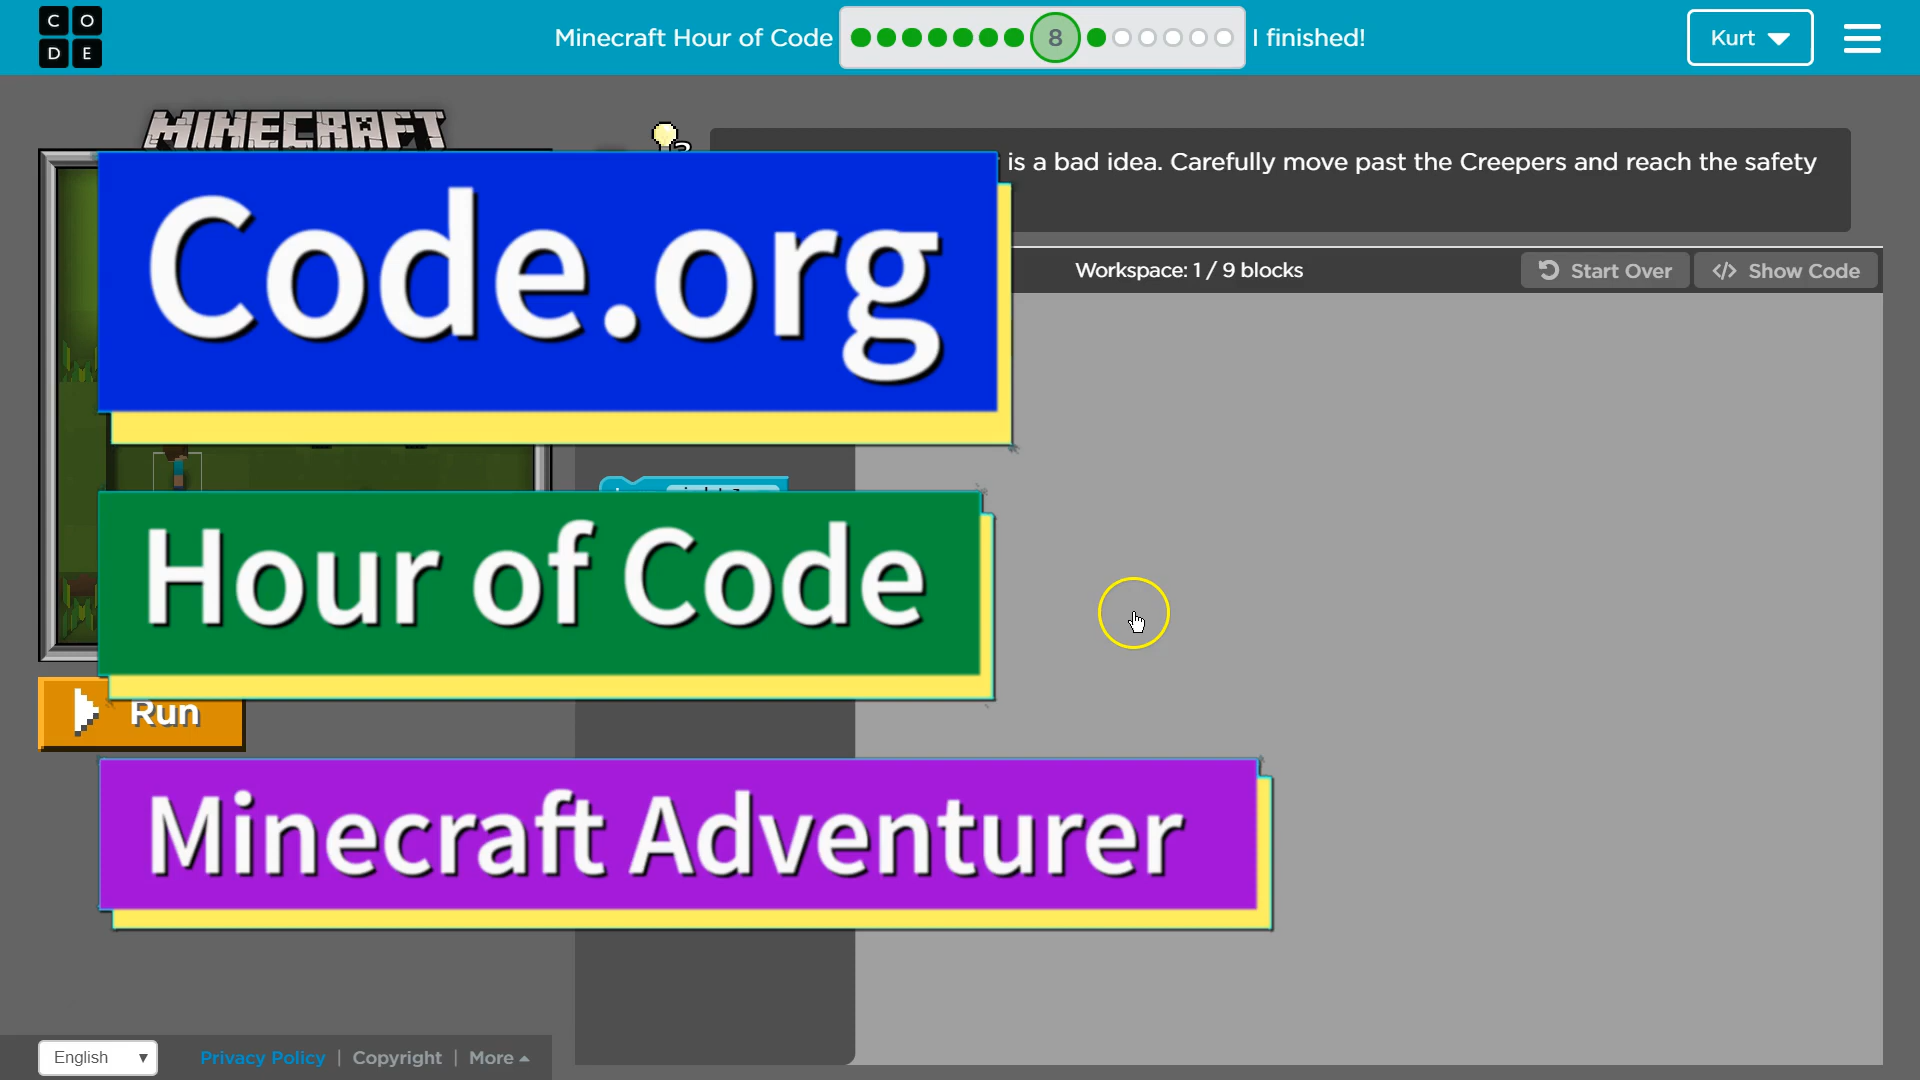 C O
D E
Minecraft Hour of Code
8
I finished!
Kurt
MINECRAFT
2
is a bad idea. Carefully move past the Creepers and reach the safety
Code.org
Workspace: 1 / 9 blocks
Start Over
</> Show Code
Hour of Code
Run
Minecraft Adventurer
English
Privacy Policy | Copyright | More